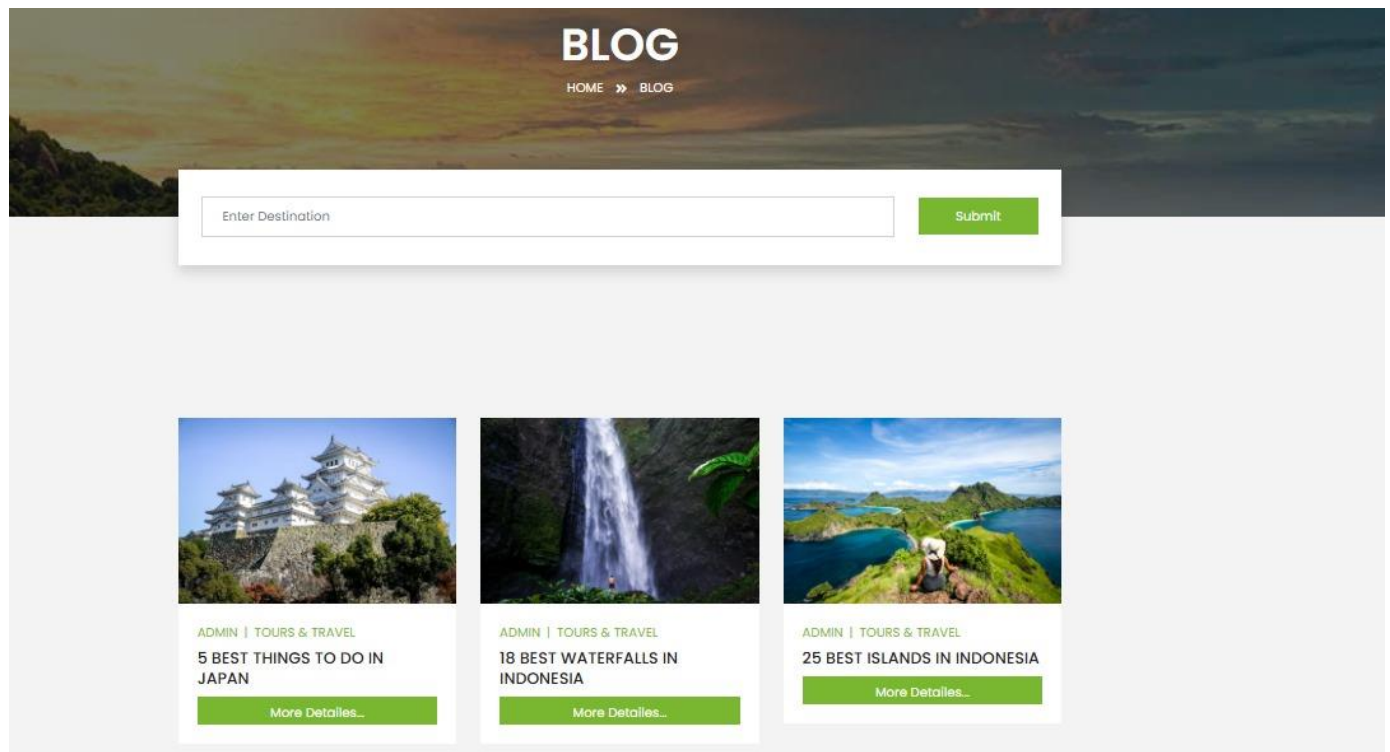 BLOG
HOME » BLOG
Enter Destination
Submit
ADMIN | TOURS & TRAVEL
5 BEST THINGS TO DO IN
JAPAN
More Detailes...
ADMIN | TOURS & TRAVEL
18 BEST WATERFALLS IN
INDONESIA
More Detailes...
ADMIN | TOURS & TRAVEL
25 BEST ISLANDS IN INDONESIA
More Detailes...